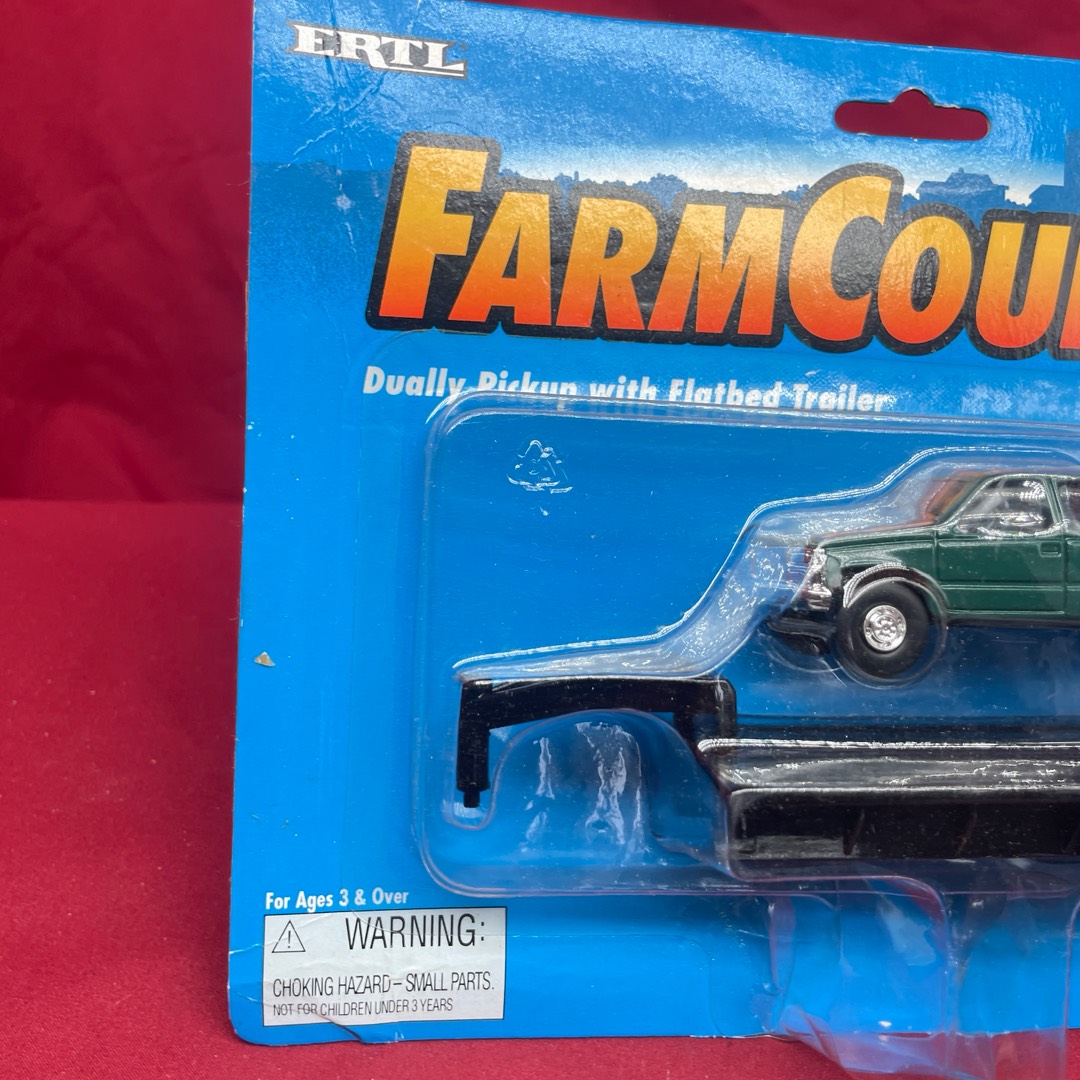 ERTL
FARMCOU
Dually Pickup with Flatbed Trailer
For Ages 3 & Over
WARNING:
CHOKING HAZARD – SMALL PARTS.
NOT FOR CHILDREN UNDER 3 YEARS